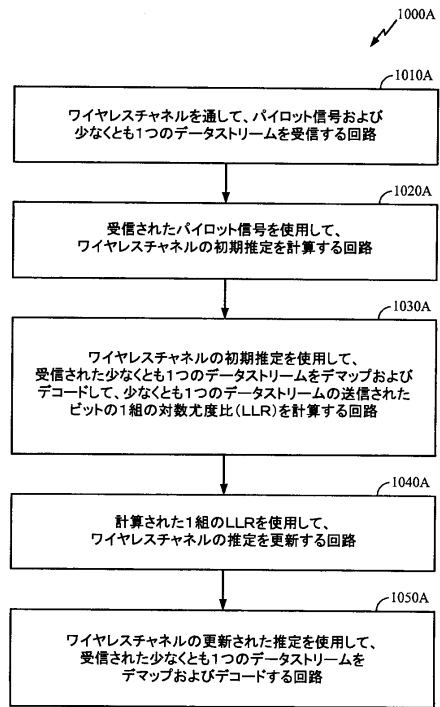 1000A
1010A
ワイヤレスチャネルを通して、パイロット信号および
少なくとも1つのデータストリームを受信する回路
1020A
受信されたパイロット信号を使用して、
ワイヤレスチャネルの初期推定を計算する回路
1030A
ワイヤレスチャネルの初期推定を使用して、
受信された少なくとも1つのデータストリームをデマップおよび
デコードして、少なくとも1つのデータストリームの送信された
ビットの1組の対数尤度比(LLR)を計算する回路
1040A
計算された1組のLLRを使用して、
ワイヤレスチャネルの推定を更新する回路
1050A
ワイヤレスチャネルの更新された推定を使用して、
受信された少なくとも1つのデータストリームを
デマップおよびデコードする回路